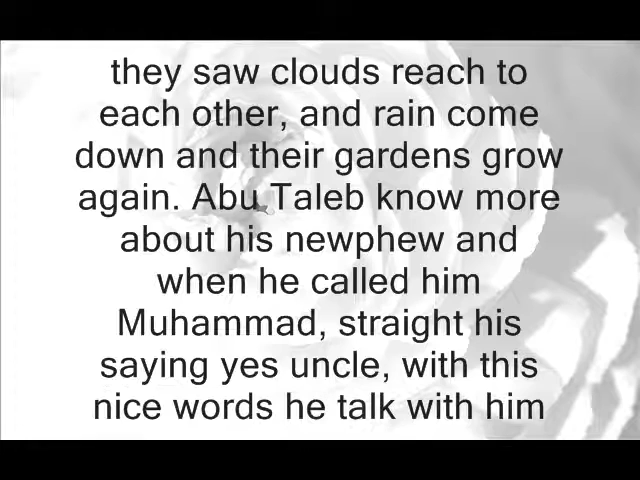 they saw clouds reach to
each other, and rain come
down and their gardens grow
again. Abu Taleb know more
about his newphew and
when he called him
Muhammad, straight his
saying yes uncle, with this
nice words he talk with him